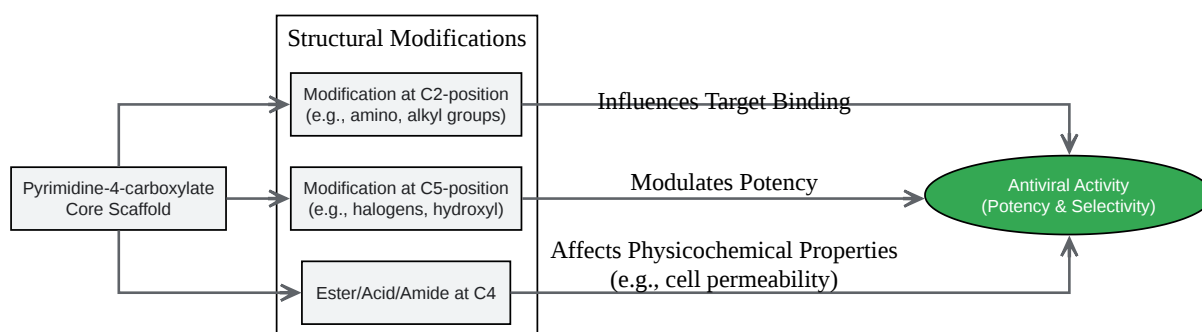 Structural Modifications
Modification at C2-position
(e.g., amino, alkyl groups)
Influences Target Binding
Pyrimidine-4-carboxylate
Core Scaffold
Modification at C5-position
(e.g., halogens, hydroxyl)
Modulates Potency
Antiviral Activity
(Potency & Selectivity)
Ester/Acid/Amide at C4
Affects Physicochemical Properties
(e.g., cell permeability)